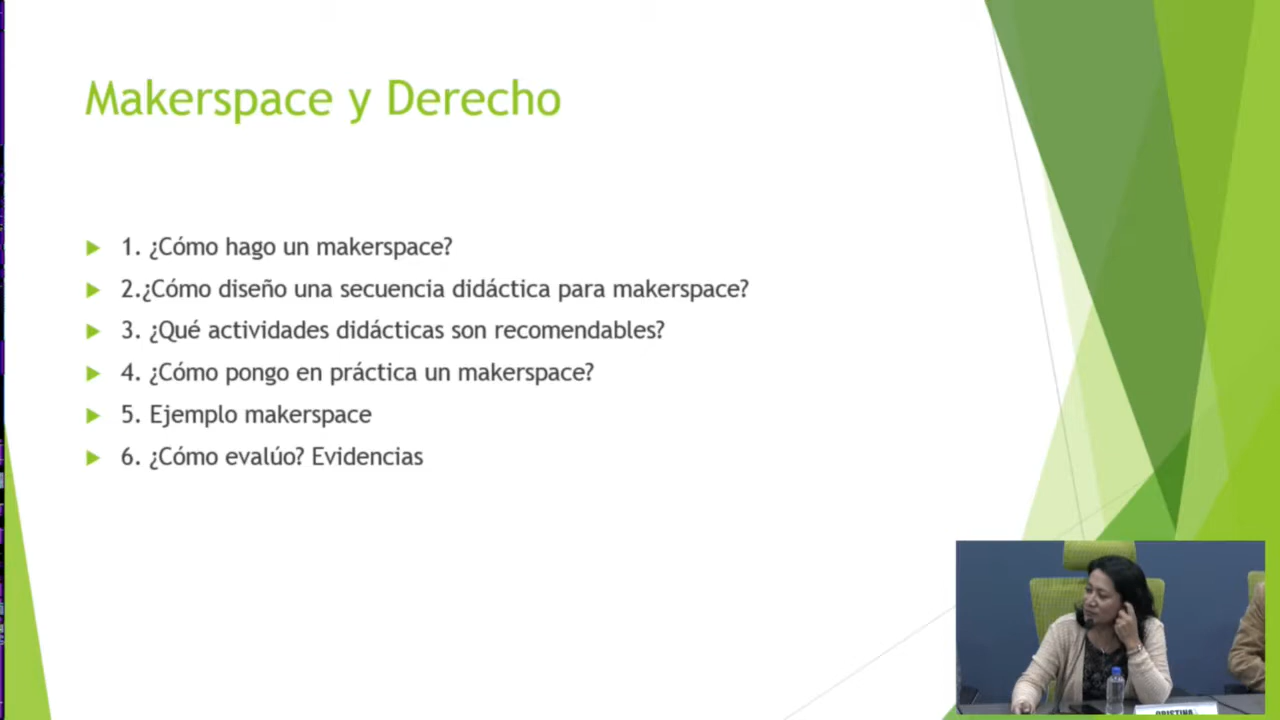 Makerspace y Derecho
1. ¿Cómo hago un makerspace?
2.¿Cómo diseño una secuencia didáctica para makerspace?
3. ¿Qué actividades didácticas son recomendables?
4. ¿Cómo pongo en práctica un makerspace?
5. Ejemplo makerspace
6. ¿Cómo evalúo? Evidencias
CRISTINA